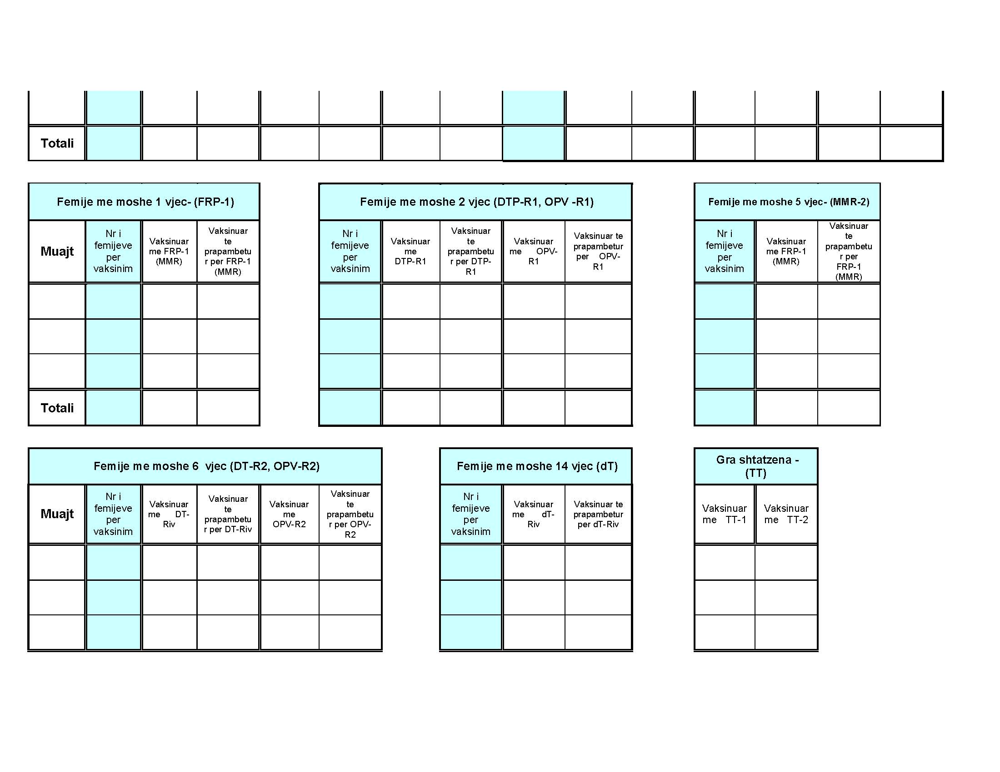 Totali
Femije me moshe 1 vjec- (FRP-1)
Femije me moshe 2 vjec (DTP-R1, OPV -R1)
Femije me moshe 5 vjec- (MMR-2)
Muajt
Nr i
femijeve
per
vaksinim
Vaksinuar
me FRP-1
(MMR)
Vaksinuar
te
prapambetu
r per FRP-1
(MMR)
Nr i
femijeve
per
vaksinim
Vaksinuar
me
DTP-R1
Vaksinuar
te
prapambetu
r per DTP-
R1
Vaksinuar
me OPV-
R1
Vaksinuar te
prapambetur
per OPV-
R1
Nr i
femijeve
per
vaksinim
Vaksinuar
me FRP-1
(MMR)
Vaksinuar
te
prapambetu
r per
FRP-1
(MMR)
Totali
Femije me moshe 6 vjec (DT-R2, OPV-R2)
Femije me moshe 14 vjec (dT)
Gra shtatzena -
(TT)
Muajt
Nr i
femijeve
per
vaksinim
Vaksinuar
me DT-
Riv
Vaksinuar
te
prapambetu
r per DT-Riv
Vaksinuar
me
OPV-R2
Vaksinuar
te
prapambetu
r per OPV-
R2
Nr i
femijeve
per
vaksinim
Vaksinuar
me dT-
Riv
Vaksinuar te
prapambetur
per dT-Riv
Vaksinuar
me TT-1
Vaksinuar
me TT-2